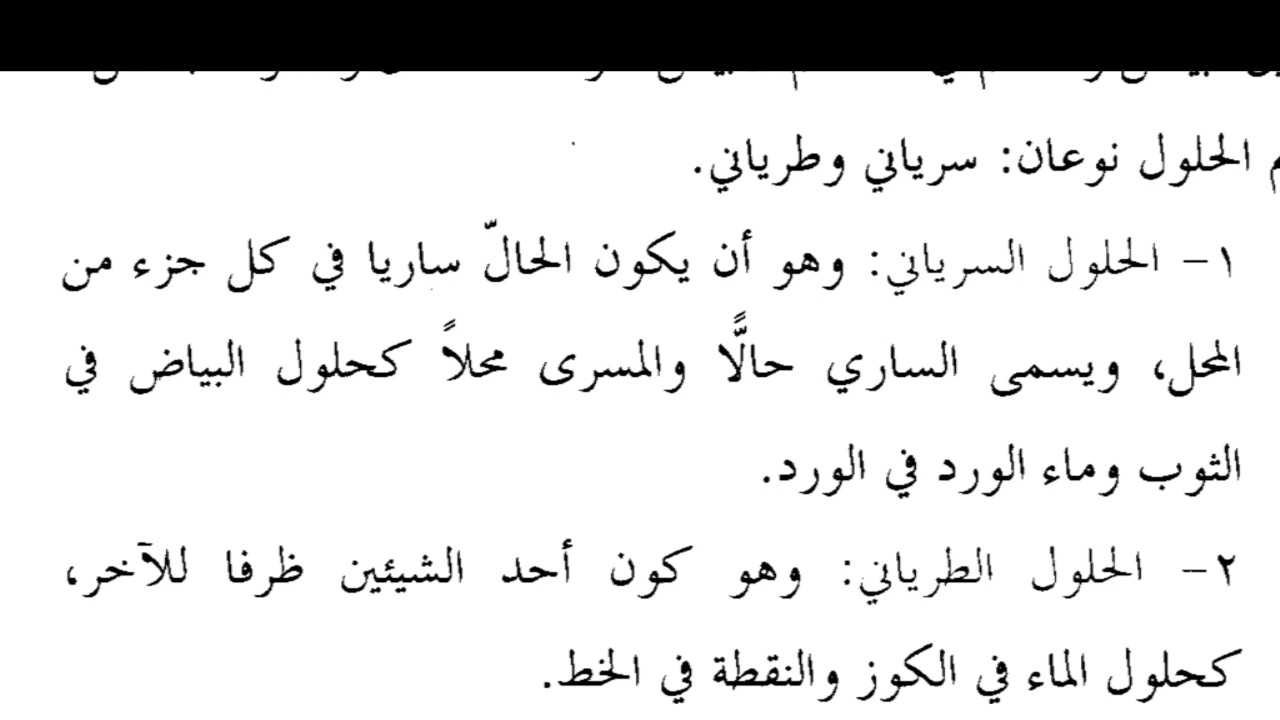 الحلول نوعان: سرياني وطرياني.
١- الحلول السرياني: وهو أن يكون الحالّ ساريا في كل جزء من
المحل، ويسمى الساري حالًّا والمسرى محلاً كحلول البياض في
الثوب وماء الورد في الورد.
٢- الحلول الطرياني: وهو كون أحد الشيئين ظرفا للآخر،
كحلول الماء في الكوز والنقطة في الخط.